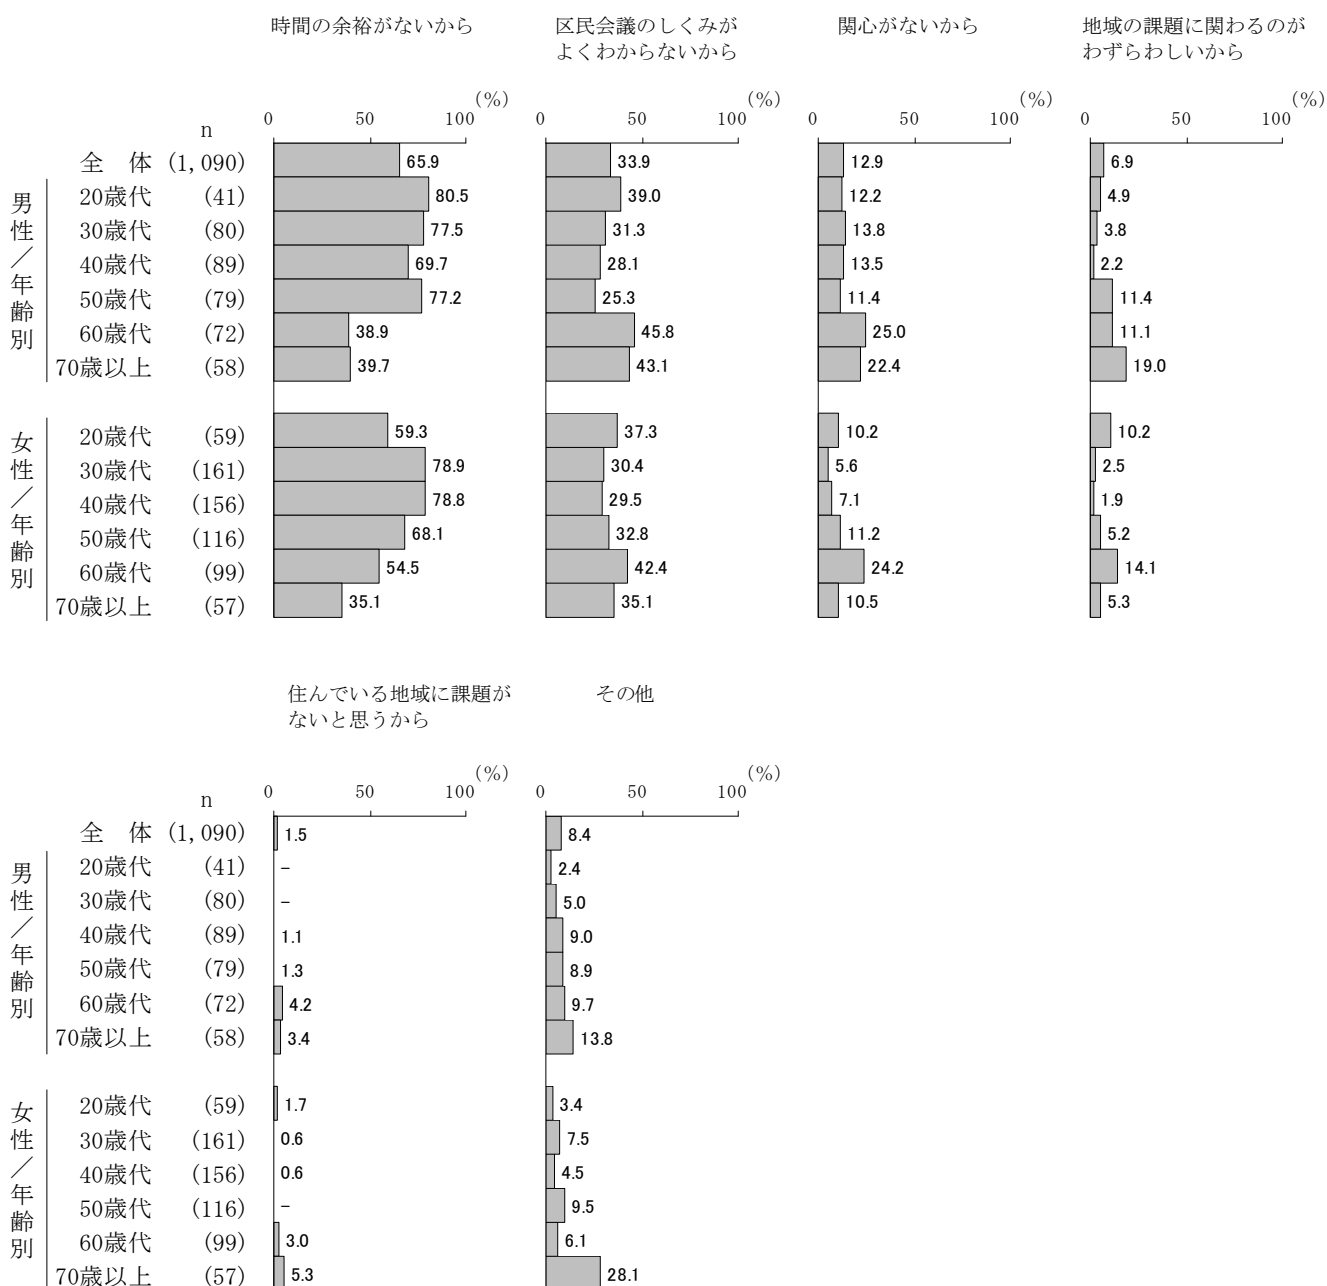 時間の余裕がないから 区民会議のしくみが 関心がないから 地域の課題に関わるのが
よくわからないから わずらわしいから
(%) (%) (%) (%)
n 0 50 100 0 50 100 0 50 100 0 50 100
全 体 (1,090) 65.9 33.9 12.9 6.9
男性／年齢別
20歳代 (41) 80.5 39.0 12.2 4.9
30歳代 (80) 77.5 31.3 13.8 3.8
40歳代 (89) 69.7 28.1 13.5 2.2
50歳代 (79) 77.2 25.3 11.4 11.4
60歳代 (72) 38.9 45.8 25.0 11.1
70歳以上 (58) 39.7 43.1 22.4 19.0
女性／年齢別
20歳代 (59) 59.3 37.3 10.2 10.2
30歳代 (161) 78.9 30.4 5.6 2.5
40歳代 (156) 78.8 29.5 7.1 1.9
50歳代 (116) 68.1 32.8 11.2 5.2
60歳代 (99) 54.5 42.4 24.2 14.1
70歳以上 (57) 35.1 35.1 10.5 5.3
住んでいる地域に課題が その他
ないと思うから
(%) (%)
n 0 50 100 0 50 100
全 体 (1,090) 1.5 8.4
男性／年齢別
20歳代 (41) - 2.4
30歳代 (80) - 5.0
40歳代 (89) 1.1 9.0
50歳代 (79) 1.3 8.9
60歳代 (72) 4.2 9.7
70歳以上 (58) 3.4 13.8
女性／年齢別
20歳代 (59) 1.7 3.4
30歳代 (161) 0.6 7.5
40歳代 (156) 0.6 4.5
50歳代 (116) - 9.5
60歳代 (99) 3.0 6.1
70歳以上 (57) 5.3 28.1